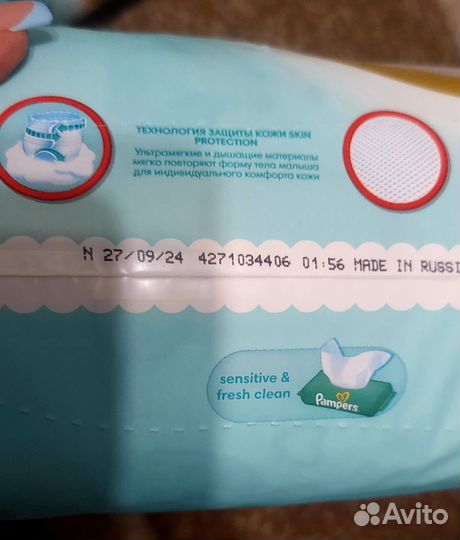 ТЕХНОЛОГИЯ ЗАЩИТЫ КОЖИ SKIN
PROTECTION
Ультрамягкие и дышащие материалы
мягко повторяют форму тела малыша
для индивидуального комфорта кожи
N 27/09/24 4271034406 01:56 MADE IN RUSSI
sensitive &
fresh clean
Pampers
Avito